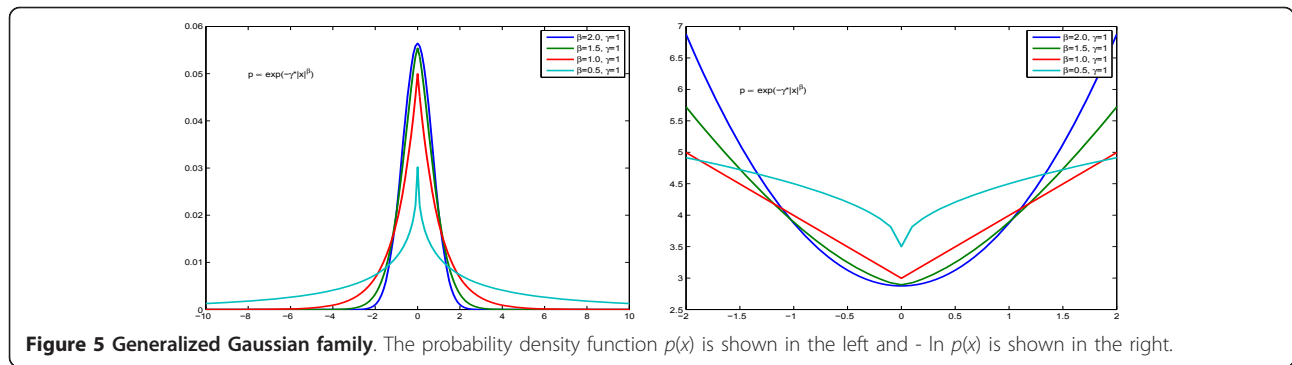 0.06
0.05
0.04
0.03
0.02
0.01
0
−10 −8 −6 −4 −2 0 2 4 6 8 10
p ∝ exp(−γ*|x|^β)
β=2.0, γ=1
β=1.5, γ=1
β=1.0, γ=1
β=0.5, γ=1
7
6.5
6
5.5
5
4.5
4
3.5
3
2.5
−2 −1.5 −1 −0.5 0 0.5 1 1.5 2
p ∝ exp(−γ*|x|^β)
β=2.0, γ=1
β=1.5, γ=1
β=1.0, γ=1
β=0.5, γ=1
Figure 5 Generalized Gaussian family. The probability density function p(x) is shown in the left and - ln p(x) is shown in the right.